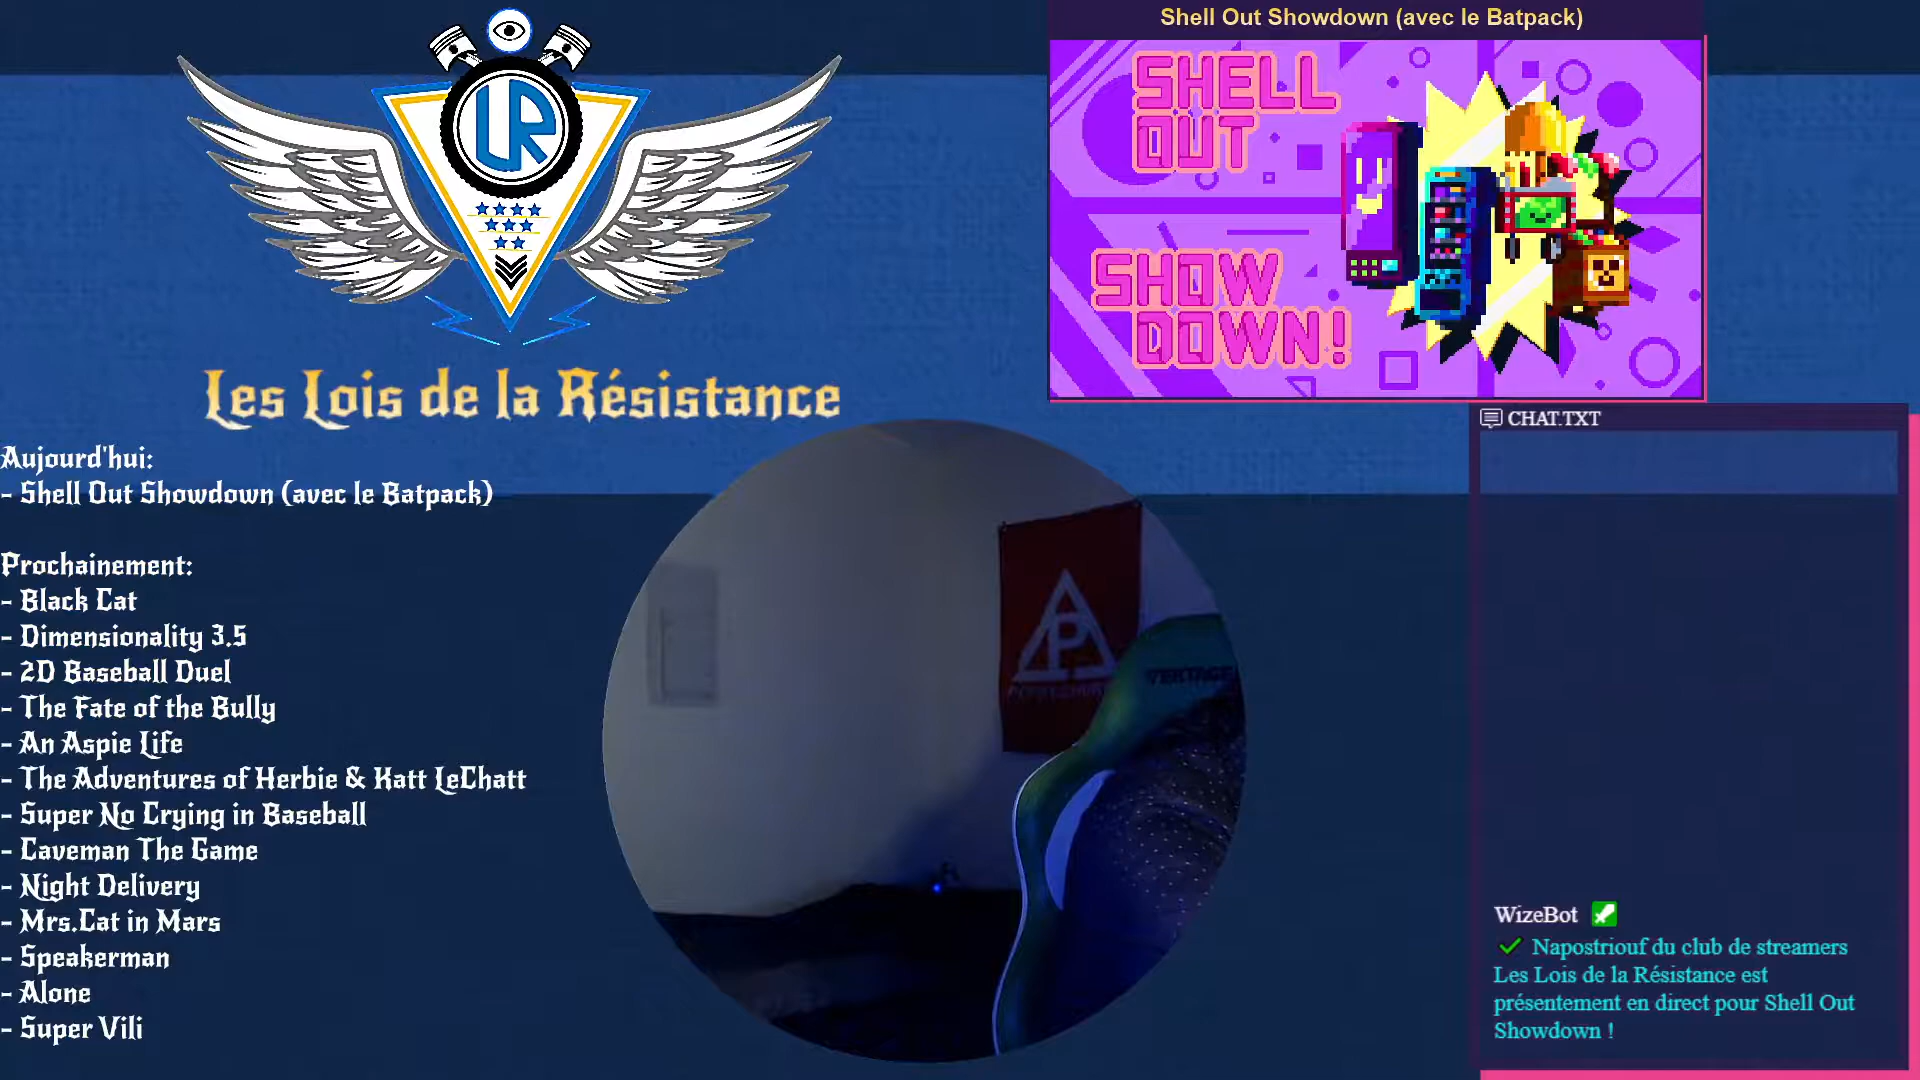 Shell Out Showdown (avec le Batpack)
SHELL
OUT
SHOW
DOWN!
LR
Les Lois de la Résistance
Aujourd'hui:
- Shell Out Showdown (avec le Batpack)
Prochainement:
- Black Cat
- Dimensionality 3.5
- 2D Baseball Duel
- The Fate of the Bully
- An Aspie Life
- The Adventures of Herbie & Katt LeChatt
- Super No Crying in Baseball
- Caveman The Game
- Night Delivery
- Mrs.Cat in Mars
- Speakerman
- Alone
- Super Vili
P
VERTAGEAR
CHAT.TXT
WizeBot
Napostriouf du club de streamers
Les Lois de la Résistance est
présentement en direct pour Shell Out
Showdown !